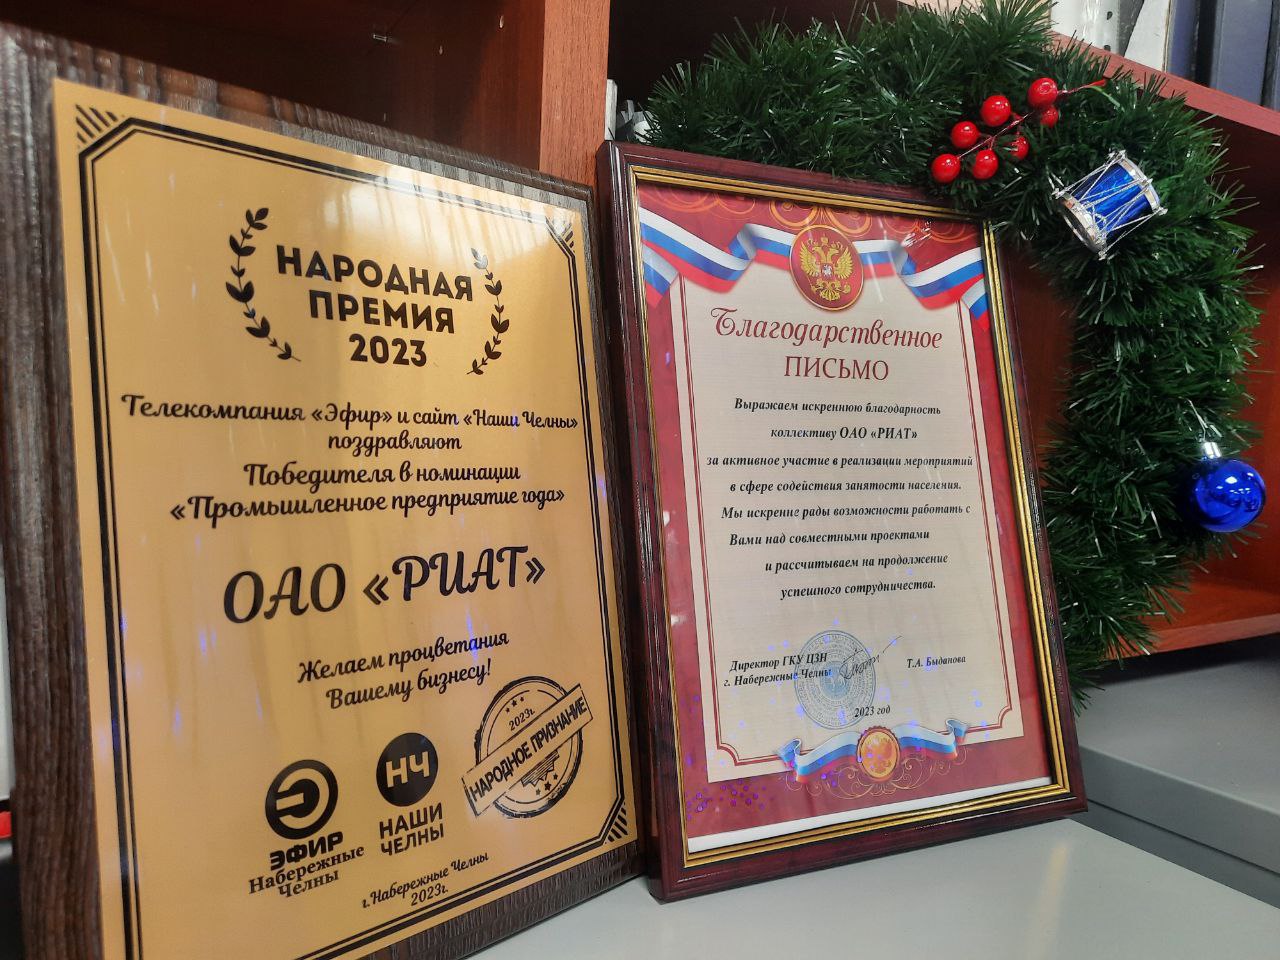 НАРОДНАЯ
ПРЕМИЯ
2023
Телекомпания «Эфир» и сайт «Наши Челны»
поздравляют
Победителя в номинации
«Промышленное предприятие года»
ОАО «РИАТ»
Желаем процветания
Вашему бизнесу!
2023г.
НАРОДНОЕ ПРИЗНАНИЕ
Э
ЭФИР
Набережные
Челны
НЧ
НАШИ
ЧЕЛНЫ
г.Набережные Челны
2023г.
Благодарственное
ПИСЬМО
Выражаем искреннюю благодарность
коллективу ОАО «РИАТ»
за активное участие в реализации мероприятий
в сфере содействия занятости населения.
Мы искрене рады возможности работать с
Вами над совместными проектами
и рассчитываем на продолжение
успешного сотрудничества.
Директор ГКУ ЦЗН
г. Набережные Челны
Т.А. Быданова
2023 год